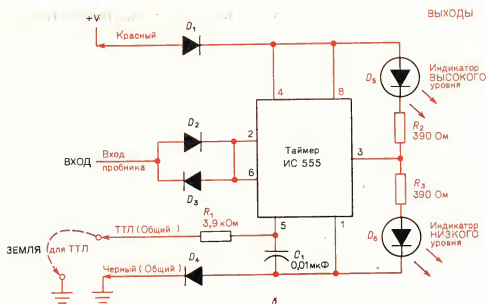 ВЫХОДЫ
+V
Красный
D1
4
8
D5
Индикатор
ВЫСОКОГО
уровня
R2
390 Ом
D2
2
Таймер
ИС 555
3
ВХОД
Вход
пробника
6
D3
R3
390 Ом
R1
3,9 кОм
5
1
ТТЛ (Общий)
D6
Индикатор
НИЗКОГО
уровня
ЗЕМЛЯ
для ТТЛ
C1
0,01мкФ
Черный (Общий)
D4
б